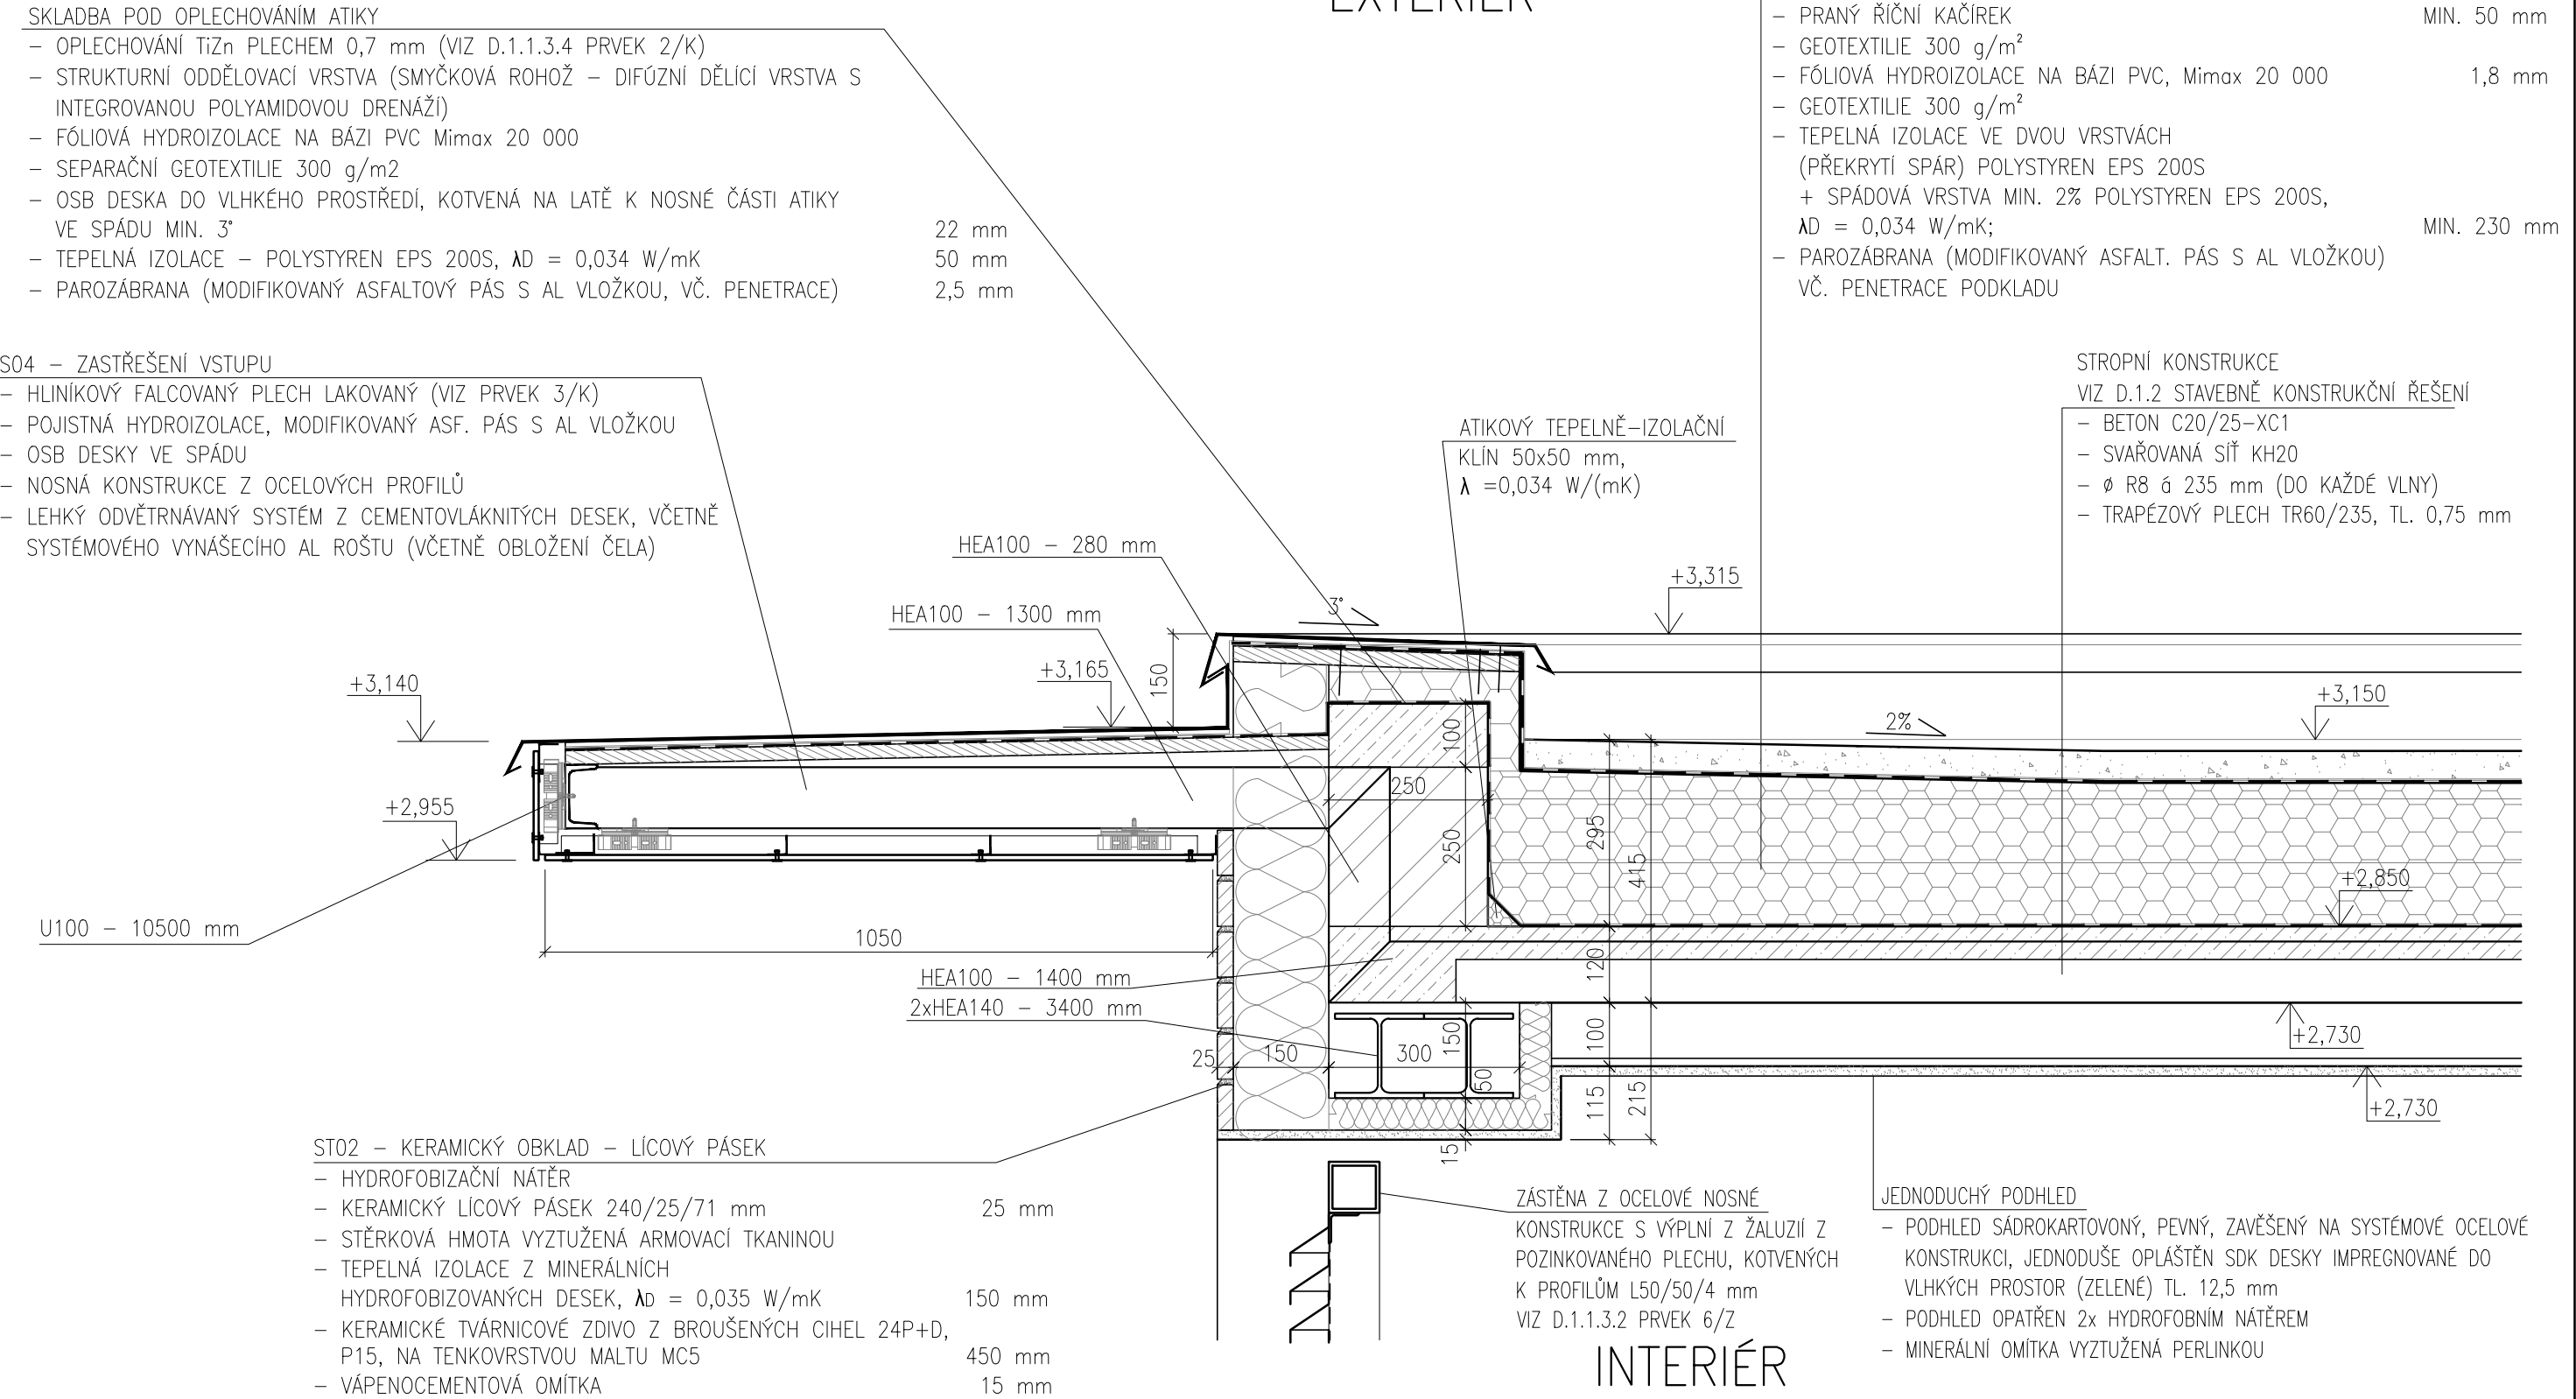 EXTERIÉR
SKLADBA POD OPLECHOVÁNÍM ATIKY
- OPLECHOVÁNÍ TiZn PLECHEM 0,7 mm (VIZ D.1.1.3.4 PRVEK 2/K)
- STRUKTURNÍ ODDĚLOVACÍ VRSTVA (SMYČKOVÁ ROHOŽ - DIFÚZNÍ DĚLÍCÍ VRSTVA S
INTEGROVANOU POLYAMIDOVOU DRENÁŽÍ)
- FÓLIOVÁ HYDROIZOLACE NA BÁZI PVC Mimax 20 000
- SEPARAČNÍ GEOTEXTILIE 300 g/m2
- OSB DESKA DO VLHKÉHO PROSTŘEDÍ, KOTVENÁ NA LATĚ K NOSNÉ ČÁSTI ATIKY
VE SPÁDU MIN. 3° 22 mm
- TEPELNÁ IZOLACE - POLYSTYREN EPS 200S, λD = 0,034 W/mK 50 mm
- PAROZÁBRANA (MODIFIKOVANÝ ASFALTOVÝ PÁS S AL VLOŽKOU, VČ. PENETRACE) 2,5 mm
- PRANÝ ŘÍČNÍ KAČÍREK MIN. 50 mm
- GEOTEXTILIE 300 g/m²
- FÓLIOVÁ HYDROIZOLACE NA BÁZI PVC, Mimax 20 000 1,8 mm
- GEOTEXTILIE 300 g/m²
- TEPELNÁ IZOLACE VE DVOU VRSTVÁCH
(PŘEKRYTÍ SPÁR) POLYSTYREN EPS 200S
+ SPÁDOVÁ VRSTVA MIN. 2% POLYSTYREN EPS 200S,
λD = 0,034 W/mK; MIN. 230 mm
- PAROZÁBRANA (MODIFIKOVANÝ ASFALT. PÁS S AL VLOŽKOU)
VČ. PENETRACE PODKLADU
S04 - ZASTŘEŠENÍ VSTUPU
- HLINÍKOVÝ FALCOVANÝ PLECH LAKOVANÝ (VIZ PRVEK 3/K)
- POJISTNÁ HYDROIZOLACE, MODIFIKOVANÝ ASF. PÁS S AL VLOŽKOU
- OSB DESKY VE SPÁDU
- NOSNÁ KONSTRUKCE Z OCELOVÝCH PROFILŮ
- LEHKÝ ODVĚTRNÁVANÝ SYSTÉM Z CEMENTOVLÁKNITÝCH DESEK, VČETNĚ
SYSTÉMOVÉHO VYNÁŠECÍHO AL ROŠTU (VČETNĚ OBLOŽENÍ ČELA)
ATIKOVÝ TEPELNĚ-IZOLAČNÍ
KLÍN 50x50 mm,
λ =0,034 W/(mK)
STROPNÍ KONSTRUKCE
VIZ D.1.2 STAVEBNĚ KONSTRUKČNÍ ŘEŠENÍ
- BETON C20/25-XC1
- SVAŘOVANÁ SÍŤ KH20
- ø R8 á 235 mm (DO KAŽDÉ VLNY)
- TRAPÉZOVÝ PLECH TR60/235, TL. 0,75 mm
HEA100 - 280 mm
HEA100 - 1300 mm
3°
+3,315
+3,140
+3,165
150
+3,150
2%
100
250
+2,955
250
295
415
+2,850
U100 - 10500 mm
1050
HEA100 - 1400 mm
2xHEA140 - 3400 mm
120
100
25
150
300
150
50
115
215
15
+2,730
+2,730
ST02 - KERAMICKÝ OBKLAD - LÍCOVÝ PÁSEK
- HYDROFOBIZAČNÍ NÁTĚR
- KERAMICKÝ LÍCOVÝ PÁSEK 240/25/71 mm 25 mm
- STĚRKOVÁ HMOTA VYZTUŽENÁ ARMOVACÍ TKANINOU
- TEPELNÁ IZOLACE Z MINERÁLNÍCH
HYDROFOBIZOVANÝCH DESEK, λD = 0,035 W/mK 150 mm
- KERAMICKÉ TVÁRNICOVÉ ZDIVO Z BROUŠENÝCH CIHEL 24P+D,
P15, NA TENKOVRSTVOU MALTU MC5 450 mm
- VÁPENOCEMENTOVÁ OMÍTKA 15 mm
ZÁSTĚNA Z OCELOVÉ NOSNÉ
KONSTRUKCE S VÝPLNÍ Z ŽALUZIÍ Z
POZINKOVANÉHO PLECHU, KOTVENÝCH
K PROFILŮM L50/50/4 mm
VIZ D.1.1.3.2 PRVEK 6/Z
INTERIÉR
JEDNODUCHÝ PODHLED
- PODHLED SÁDROKARTOVONÝ, PEVNÝ, ZAVĚŠENÝ NA SYSTÉMOVÉ OCELOVÉ
KONSTRUKCI, JEDNODUŠE OPLÁŠTĚN SDK DESKY IMPREGNOVANÉ DO
VLHKÝCH PROSTOR (ZELENÉ) TL. 12,5 mm
- PODHLED OPATŘEN 2x HYDROFOBNÍM NÁTĚREM
- MINERÁLNÍ OMÍTKA VYZTUŽENÁ PERLINKOU